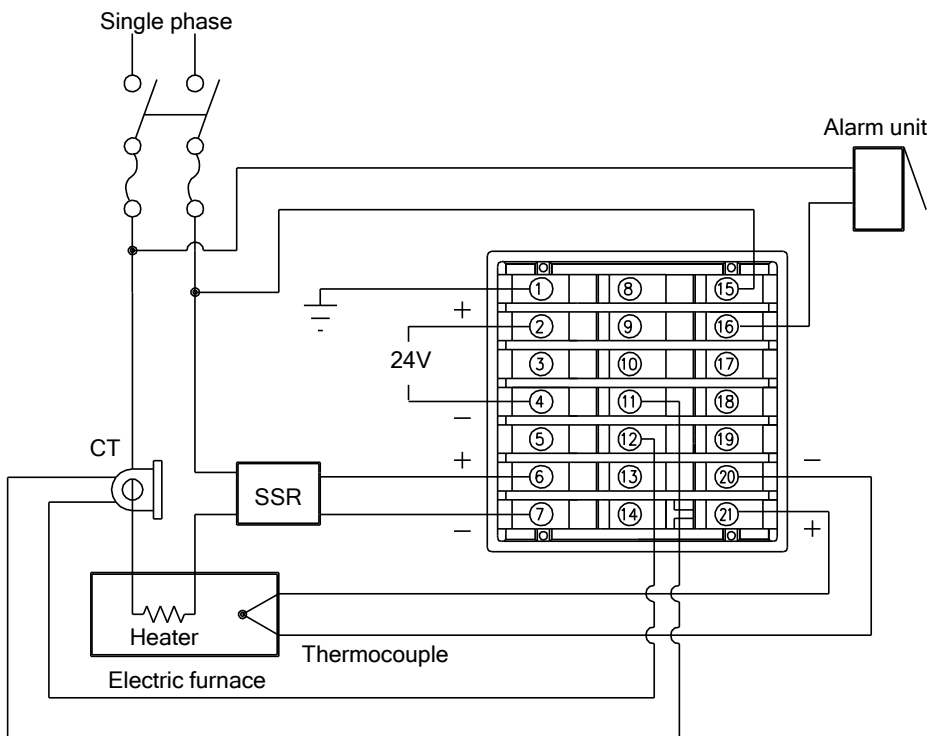 Single phase
Alarm unit
1 8 15
+
2 9 16
24V
3 10 17
4 11 18
−
CT
5 12 19
+ −
SSR
6 13 20
7 14 21
− +
Heater
Thermocouple
Electric furnace